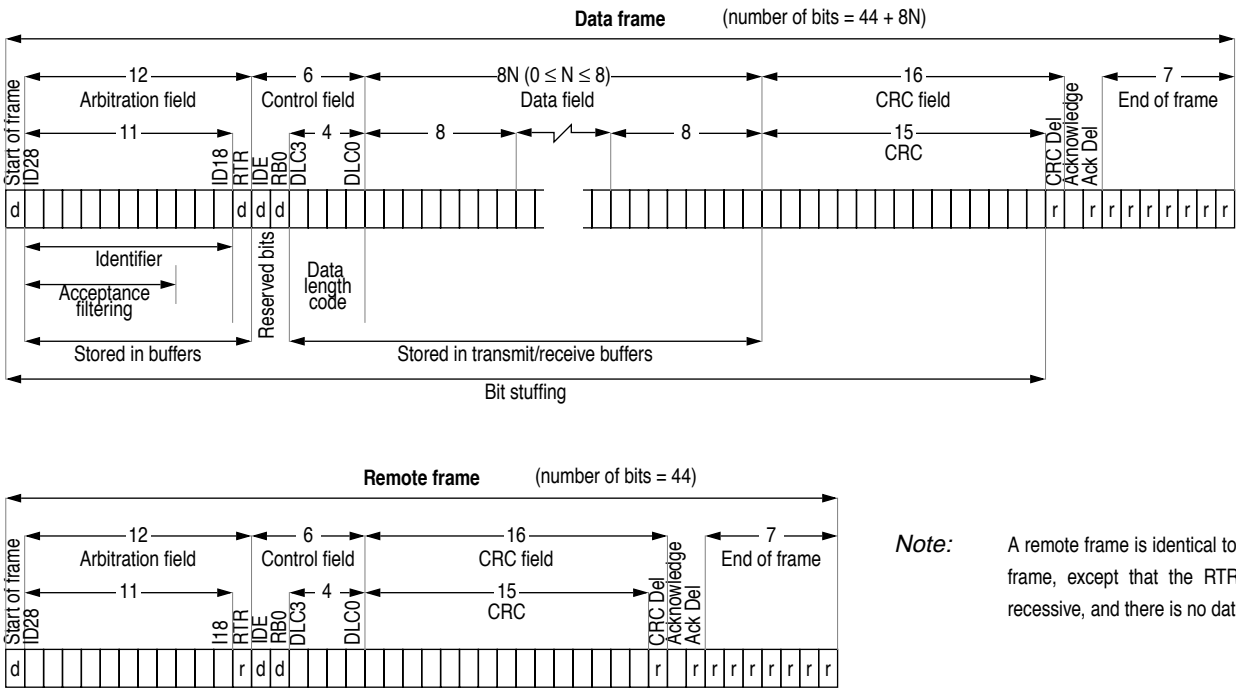 Data frame (number of bits = 44 + 8N)
12 6 8N (0 ≤ N ≤ 8) 16 7
Arbitration field Control field Data field CRC field End of frame
11 4 8 8 15
CRC
Start of frame ID28 ID18 RTR IDE RB0 DLC3 DLC0 CRC Del Acknowledge Ack Del
d d d d r r r r r r r r r
Identifier
Reserved bits
Data
length
code
Acceptance
filtering
Stored in buffers Stored in transmit/receive buffers
Bit stuffing
Remote frame (number of bits = 44)
12 6 16 7
Arbitration field Control field CRC field End of frame
11 4 15
CRC
Start of frame ID28 I18 RTR IDE RB0 DLC3 DLC0 CRC Del Acknowledge Ack Del
d r d d r r r r r r r r r
Note: A remote frame is identical to
frame, except that the RTR
recessive, and there is no dat